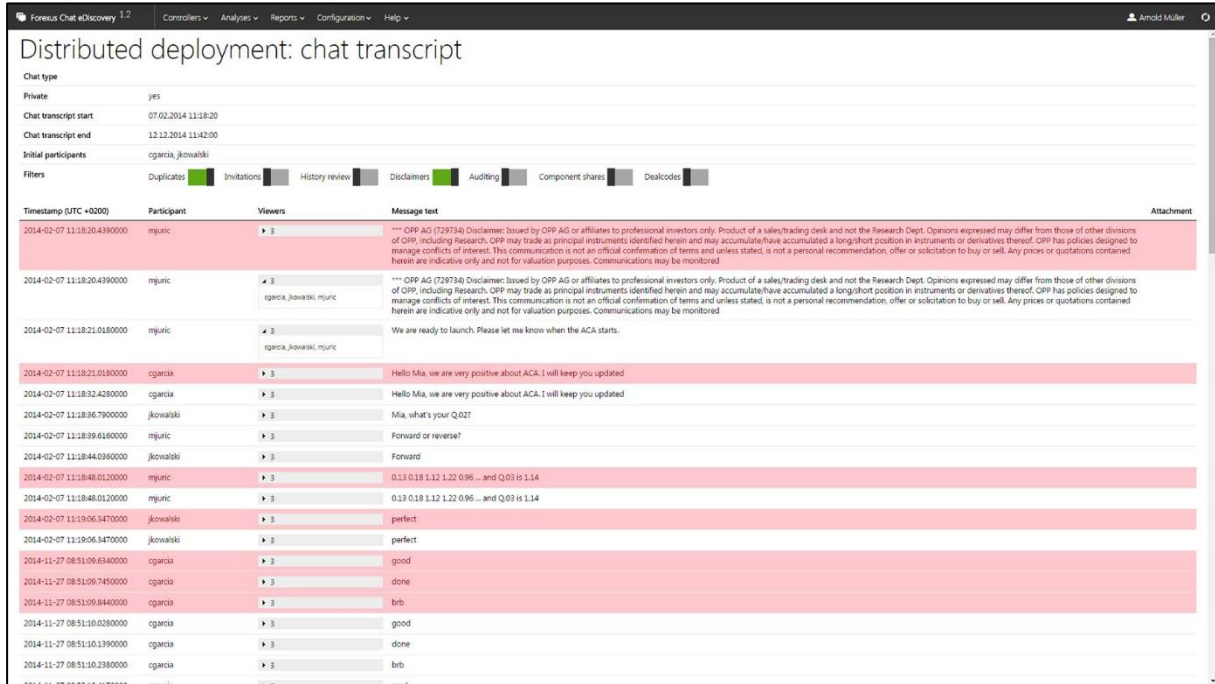 Forexus Chat eDiscovery 1.2 Controllers Analyses Reports Configuration Help Arnold Müller
Distributed deployment: chat transcript
Chat type
Private yes
Chat transcript start 07.02.2014 11:18:20
Chat transcript end 12.12.2014 11:42:00
Initial participants cgarcia, jkowalski
Filters Duplicates Invitations History review Disclaimers Auditing Component shares Dealcodes
Timestamp (UTC +0200) Participant Viewers Message text Attachment
2014-02-07 11:18:20.4390000 mjuric 3 *** OPP AG (729734) Disclaimer: Issued by OPP AG or affiliates to professional investors only. Product of a sales/trading desk and not the Research Dept. Opinions expressed may differ from those of other divisions
of OPP, including Research. OPP may trade as principal instruments identified herein and may accumulate/have accumulated a long/short position in instruments or derivatives thereof. OPP has policies designed to
manage conflicts of interest. This communication is not an official confirmation of terms and unless stated, is not a personal recommendation, offer or solicitation to buy or sell. Any prices or quotations contained
herein are indicative only and not for valuation purposes. Communications may be monitored
2014-02-07 11:18:20.4390000 mjuric 3 *** OPP AG (729734) Disclaimer: Issued by OPP AG or affiliates to professional investors only. Product of a sales/trading desk and not the Research Dept. Opinions expressed may differ from those of other divisions
cgarcia, jkowalski, mjuric of OPP, including Research. OPP may trade as principal instruments identified herein and may accumulate/have accumulated a long/short position in instruments or derivatives thereof. OPP has policies designed to
manage conflicts of interest. This communication is not an official confirmation of terms and unless stated, is not a personal recommendation, offer or solicitation to buy or sell. Any prices or quotations contained
herein are indicative only and not for valuation purposes. Communications may be monitored
2014-02-07 11:18:21.0180000 mjuric 3 We are ready to launch. Please let me know when the ACA starts.
cgarcia, jkowalski, mjuric
2014-02-07 11:18:21.0180000 cgarcia 3 Hello Mia, we are very positive about ACA. I will keep you updated
2014-02-07 11:18:32.4280000 cgarcia 3 Hello Mia, we are very positive about ACA. I will keep you updated
2014-02-07 11:18:36.7900000 jkowalski 3 Mia, what's your Q.02?
2014-02-07 11:18:39.6160000 mjuric 3 Forward or reverse?
2014-02-07 11:18:44.0360000 jkowalski 3 Forward
2014-02-07 11:18:48.0120000 mjuric 3 0.13 0.18 1.12 1.22 0.96 ... and Q.03 is 1.14
2014-02-07 11:18:48.0120000 mjuric 3 0.13 0.18 1.12 1.22 0.96 ... and Q.03 is 1.14
2014-02-07 11:19:06.3470000 jkowalski 3 perfect
2014-02-07 11:19:06.3470000 jkowalski 3 perfect
2014-11-27 08:51:09.6340000 cgarcia 3 good
2014-11-27 08:51:09.7450000 cgarcia 3 done
2014-11-27 08:51:09.8440000 cgarcia 3 brb
2014-11-27 08:51:10.0280000 cgarcia 3 good
2014-11-27 08:51:10.1390000 cgarcia 3 done
2014-11-27 08:51:10.2380000 cgarcia 3 brb